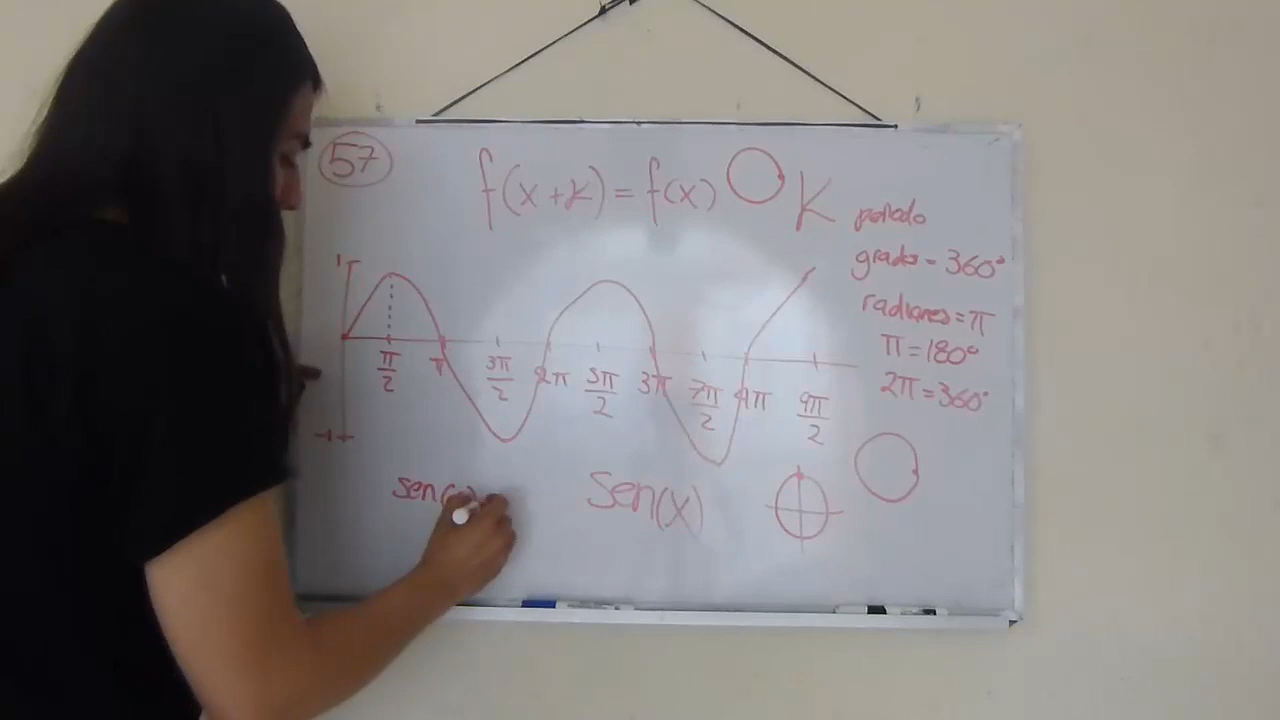 57
f(x+K) = f(x) K
periodo
grado = 360°
radianes = π
π = 180°
2π = 360°
1
π/2 π 3π/2 2π 5π/2 3π 7π/2 4π 9π/2
-1
sen(
Sen(x)